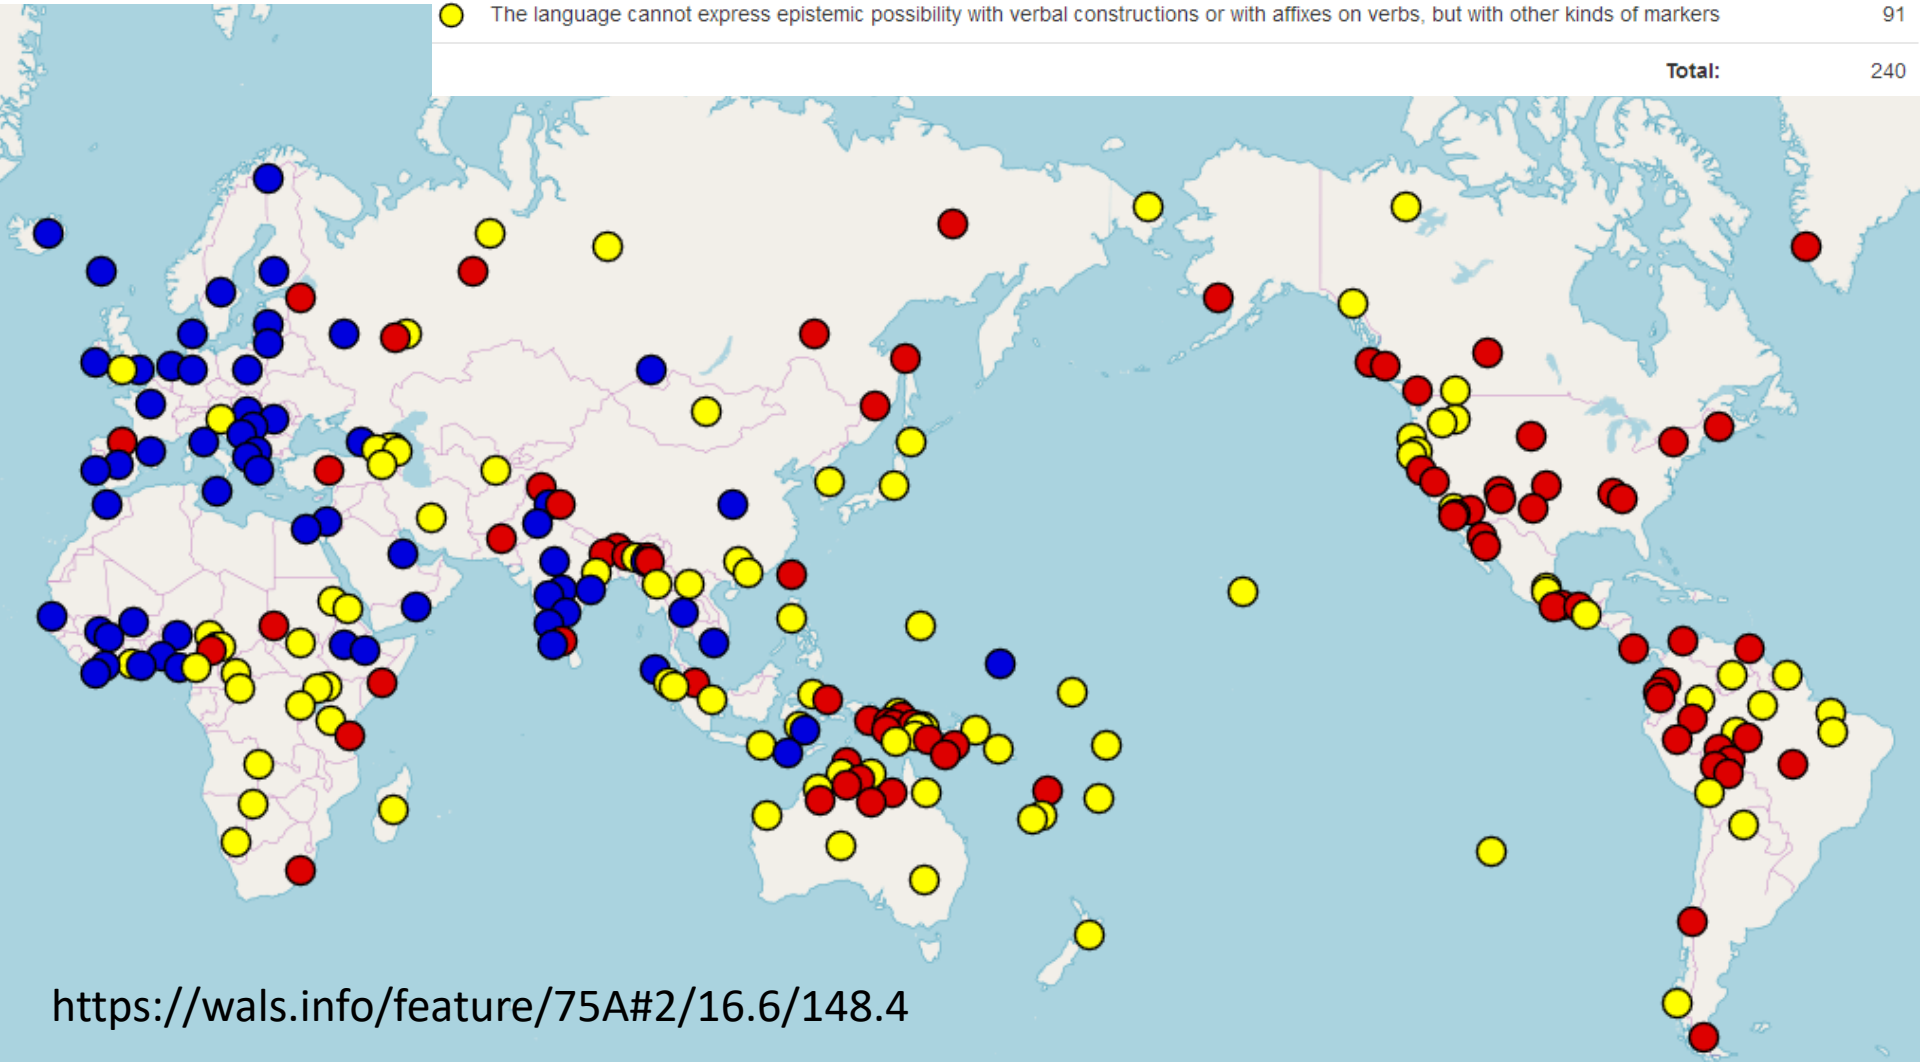 The language cannot express epistemic possibility with verbal constructions or with affixes on verbs, but with other kinds of markers 91
Total: 240
https://wals.info/feature/75A#2/16.6/148.4